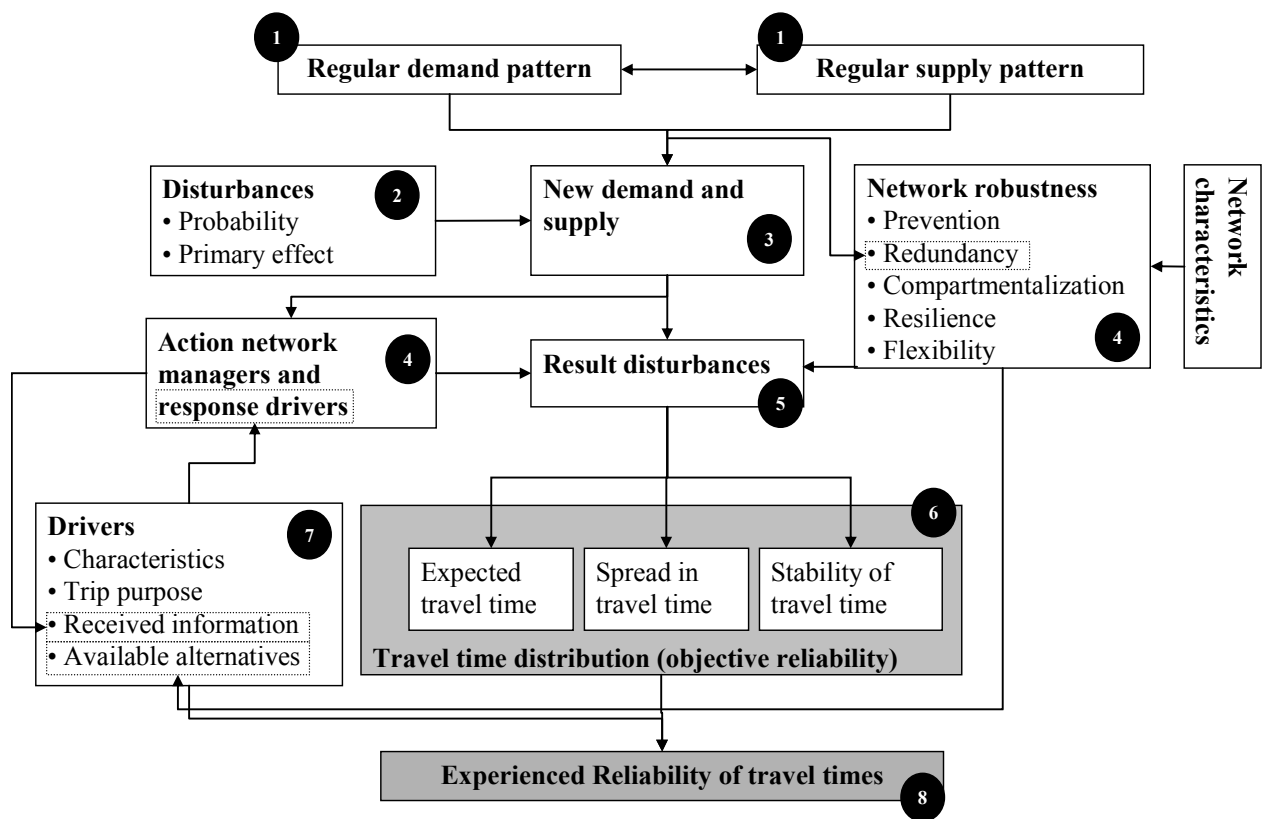 1
Regular demand pattern
1
Regular supply pattern
Disturbances
• Probability
• Primary effect
2
New demand and
supply
3
Network robustness
• Prevention
• Redundancy
• Compartmentalization
• Resilience
• Flexibility
4
Network
characteristics
Action network
managers and
response drivers
4
Result disturbances
5
Drivers
• Characteristics
• Trip purpose
• Received information
• Available alternatives
7
6
Expected
travel time
Spread in
travel time
Stability of
travel time
Travel time distribution (objective reliability)
Experienced Reliability of travel times
8